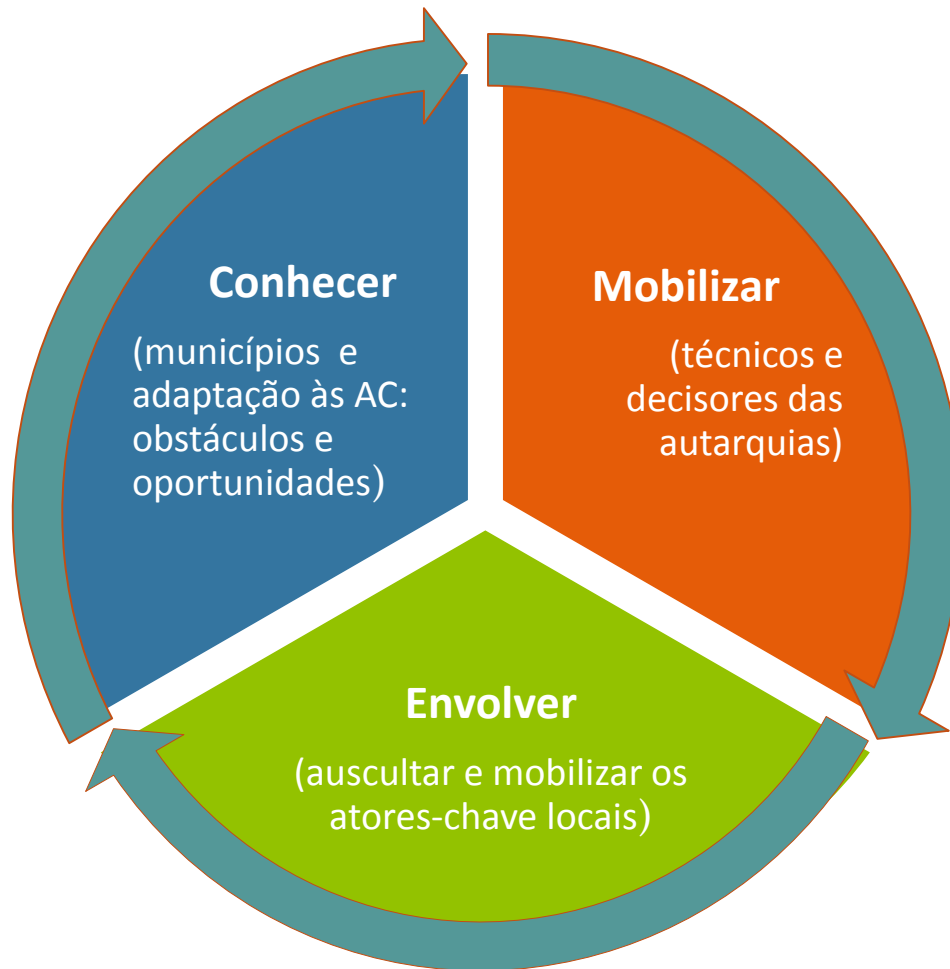 Conhecer
(municípios e
adaptação às AC:
obstáculos e
oportunidades)
Mobilizar
(técnicos e
decisores das
autarquias)
Envolver
(auscultar e mobilizar os
atores-chave locais)